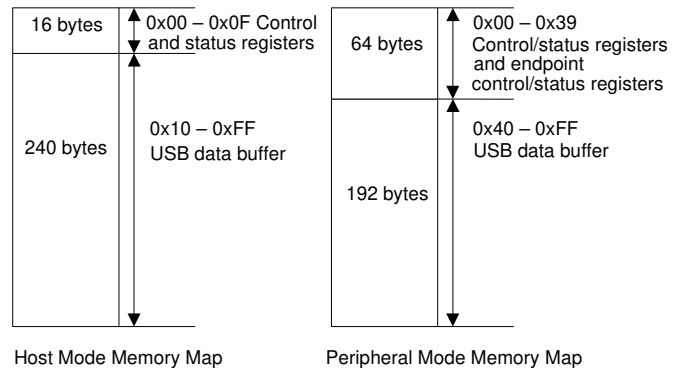 16 bytes
0x00 – 0x0F Control
and status registers
240 bytes
0x10 – 0xFF
USB data buffer
Host Mode Memory Map
64 bytes
0x00 – 0x39
Control/status registers
and endpoint
control/status registers
192 bytes
0x40 – 0xFF
USB data buffer
Peripheral Mode Memory Map